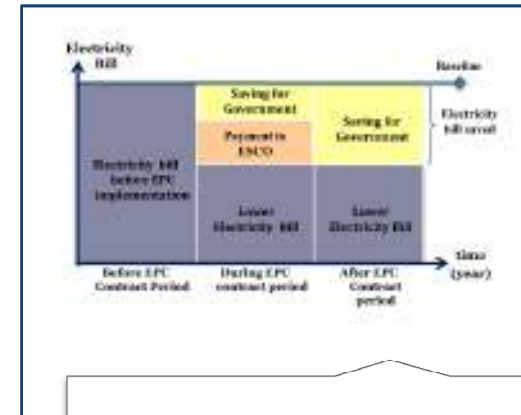 Electricity
Bill
Baseline
Saving for
Government
Payment to
ESCO
Saving for
Government
Electricity
bill saved
Electricity bill
before EPC
implementation
Lower
Electricity Bill
Lower
Electricity Bill
time
(year)
Before EPC
Contract Period
During EPC
contract period
After EPC
Contract
period